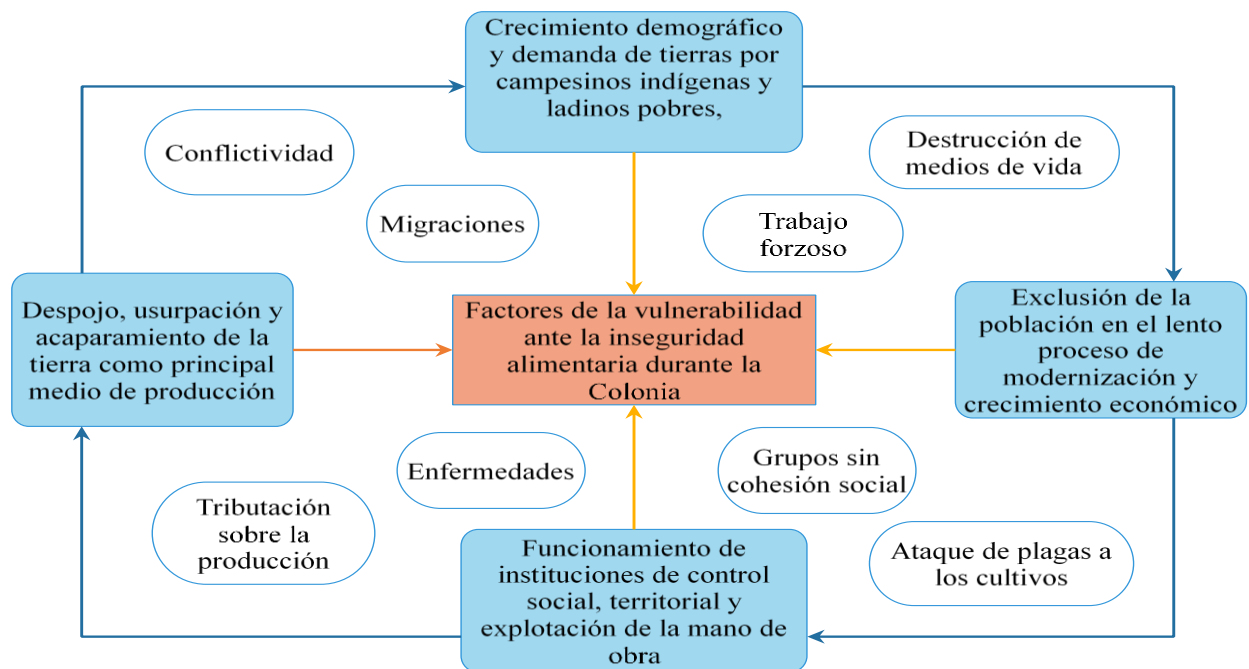 Crecimiento demográfico
y demanda de tierras por
campesinos indígenas y
ladinos pobres,
Conflictividad
Destrucción de
medios de vida
Migraciones
Trabajo
forzoso
Despojo, usurpación y
acaparamiento de la
tierra como principal
medio de producción
Factores de la vulnerabilidad
ante la inseguridad
alimentaria durante la
Colonia
Exclusión de la
población en el lento
proceso de
modernización y
crecimiento económico
Enfermedades
Grupos sin
cohesión social
Tributación
sobre la
producción
Ataque de plagas a
los cultivos
Funcionamiento de
instituciones de control
social, territorial y
explotación de la mano de
obra